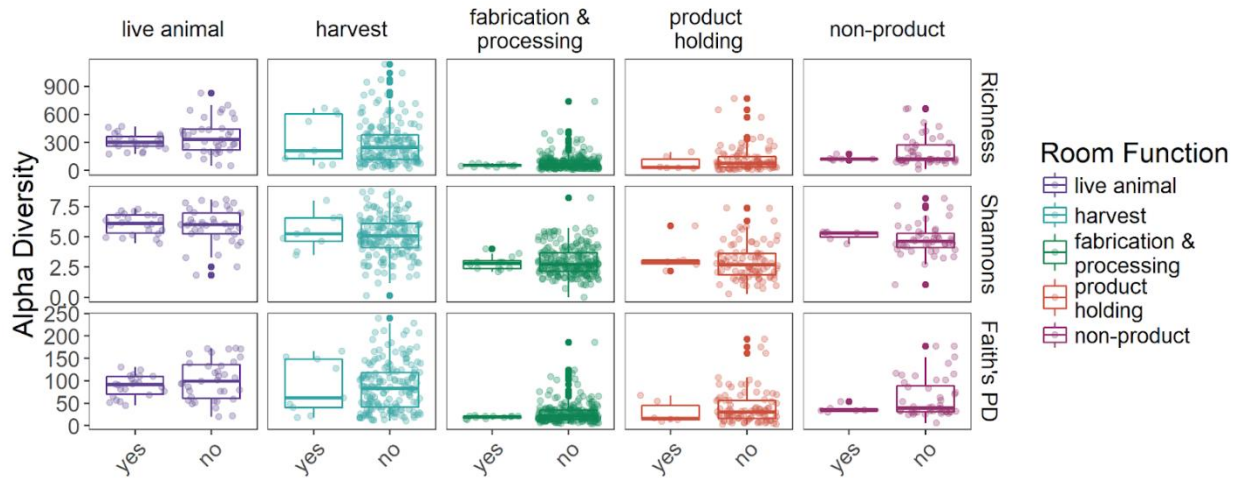 live animal
harvest
fabrication &
processing
product
holding
non-product
Alpha Diversity
900
600
300
0
Richness
7.5
5.0
2.5
0.0
Shannons
250
200
150
100
50
0
Faith's PD
yes
no
yes
no
yes
no
yes
no
yes
no
Room Function
live animal
harvest
fabrication &
processing
product
holding
non-product